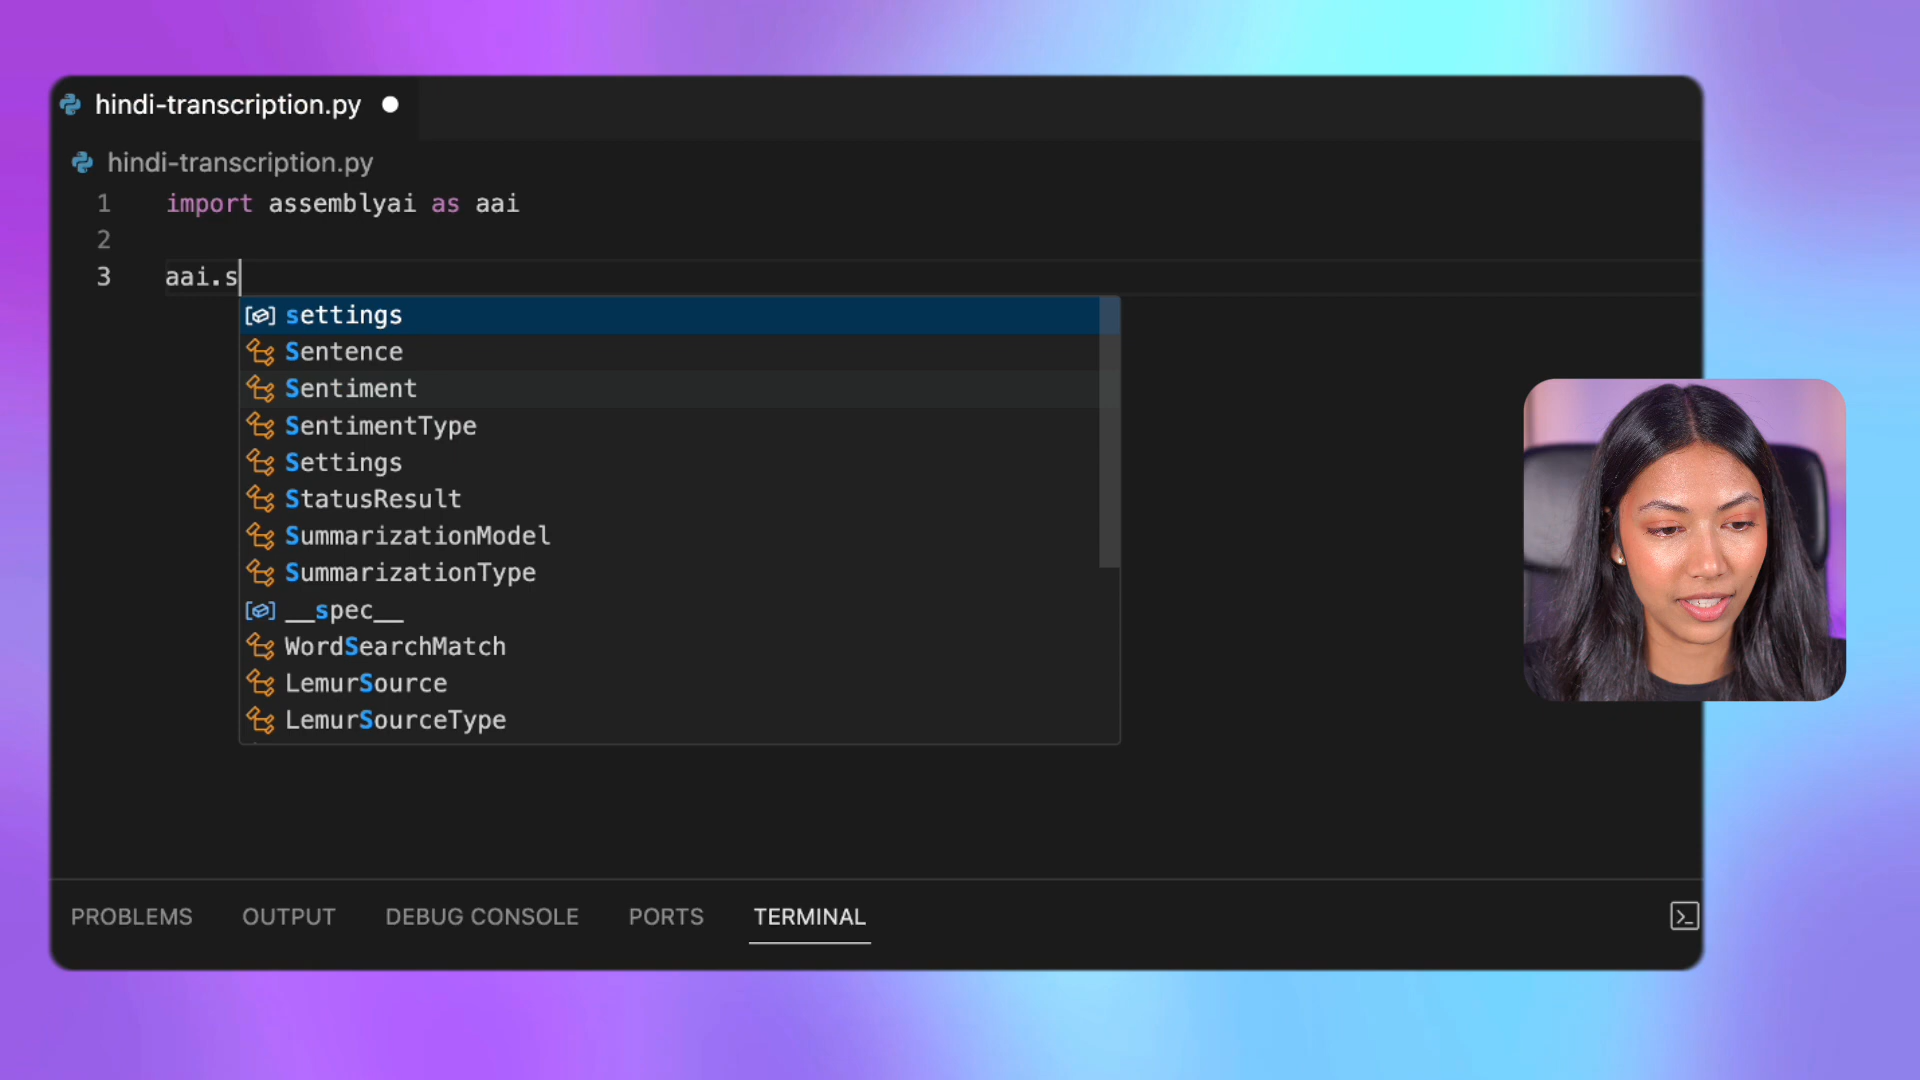 hindi-transcription.py
hindi-transcription.py
1 import assemblyai as aai
2
3 aai.s
settings
Sentence
Sentiment
SentimentType
Settings
StatusResult
SummarizationModel
SummarizationType
__spec__
WordSearchMatch
LemurSource
LemurSourceType
PROBLEMS OUTPUT DEBUG CONSOLE PORTS TERMINAL